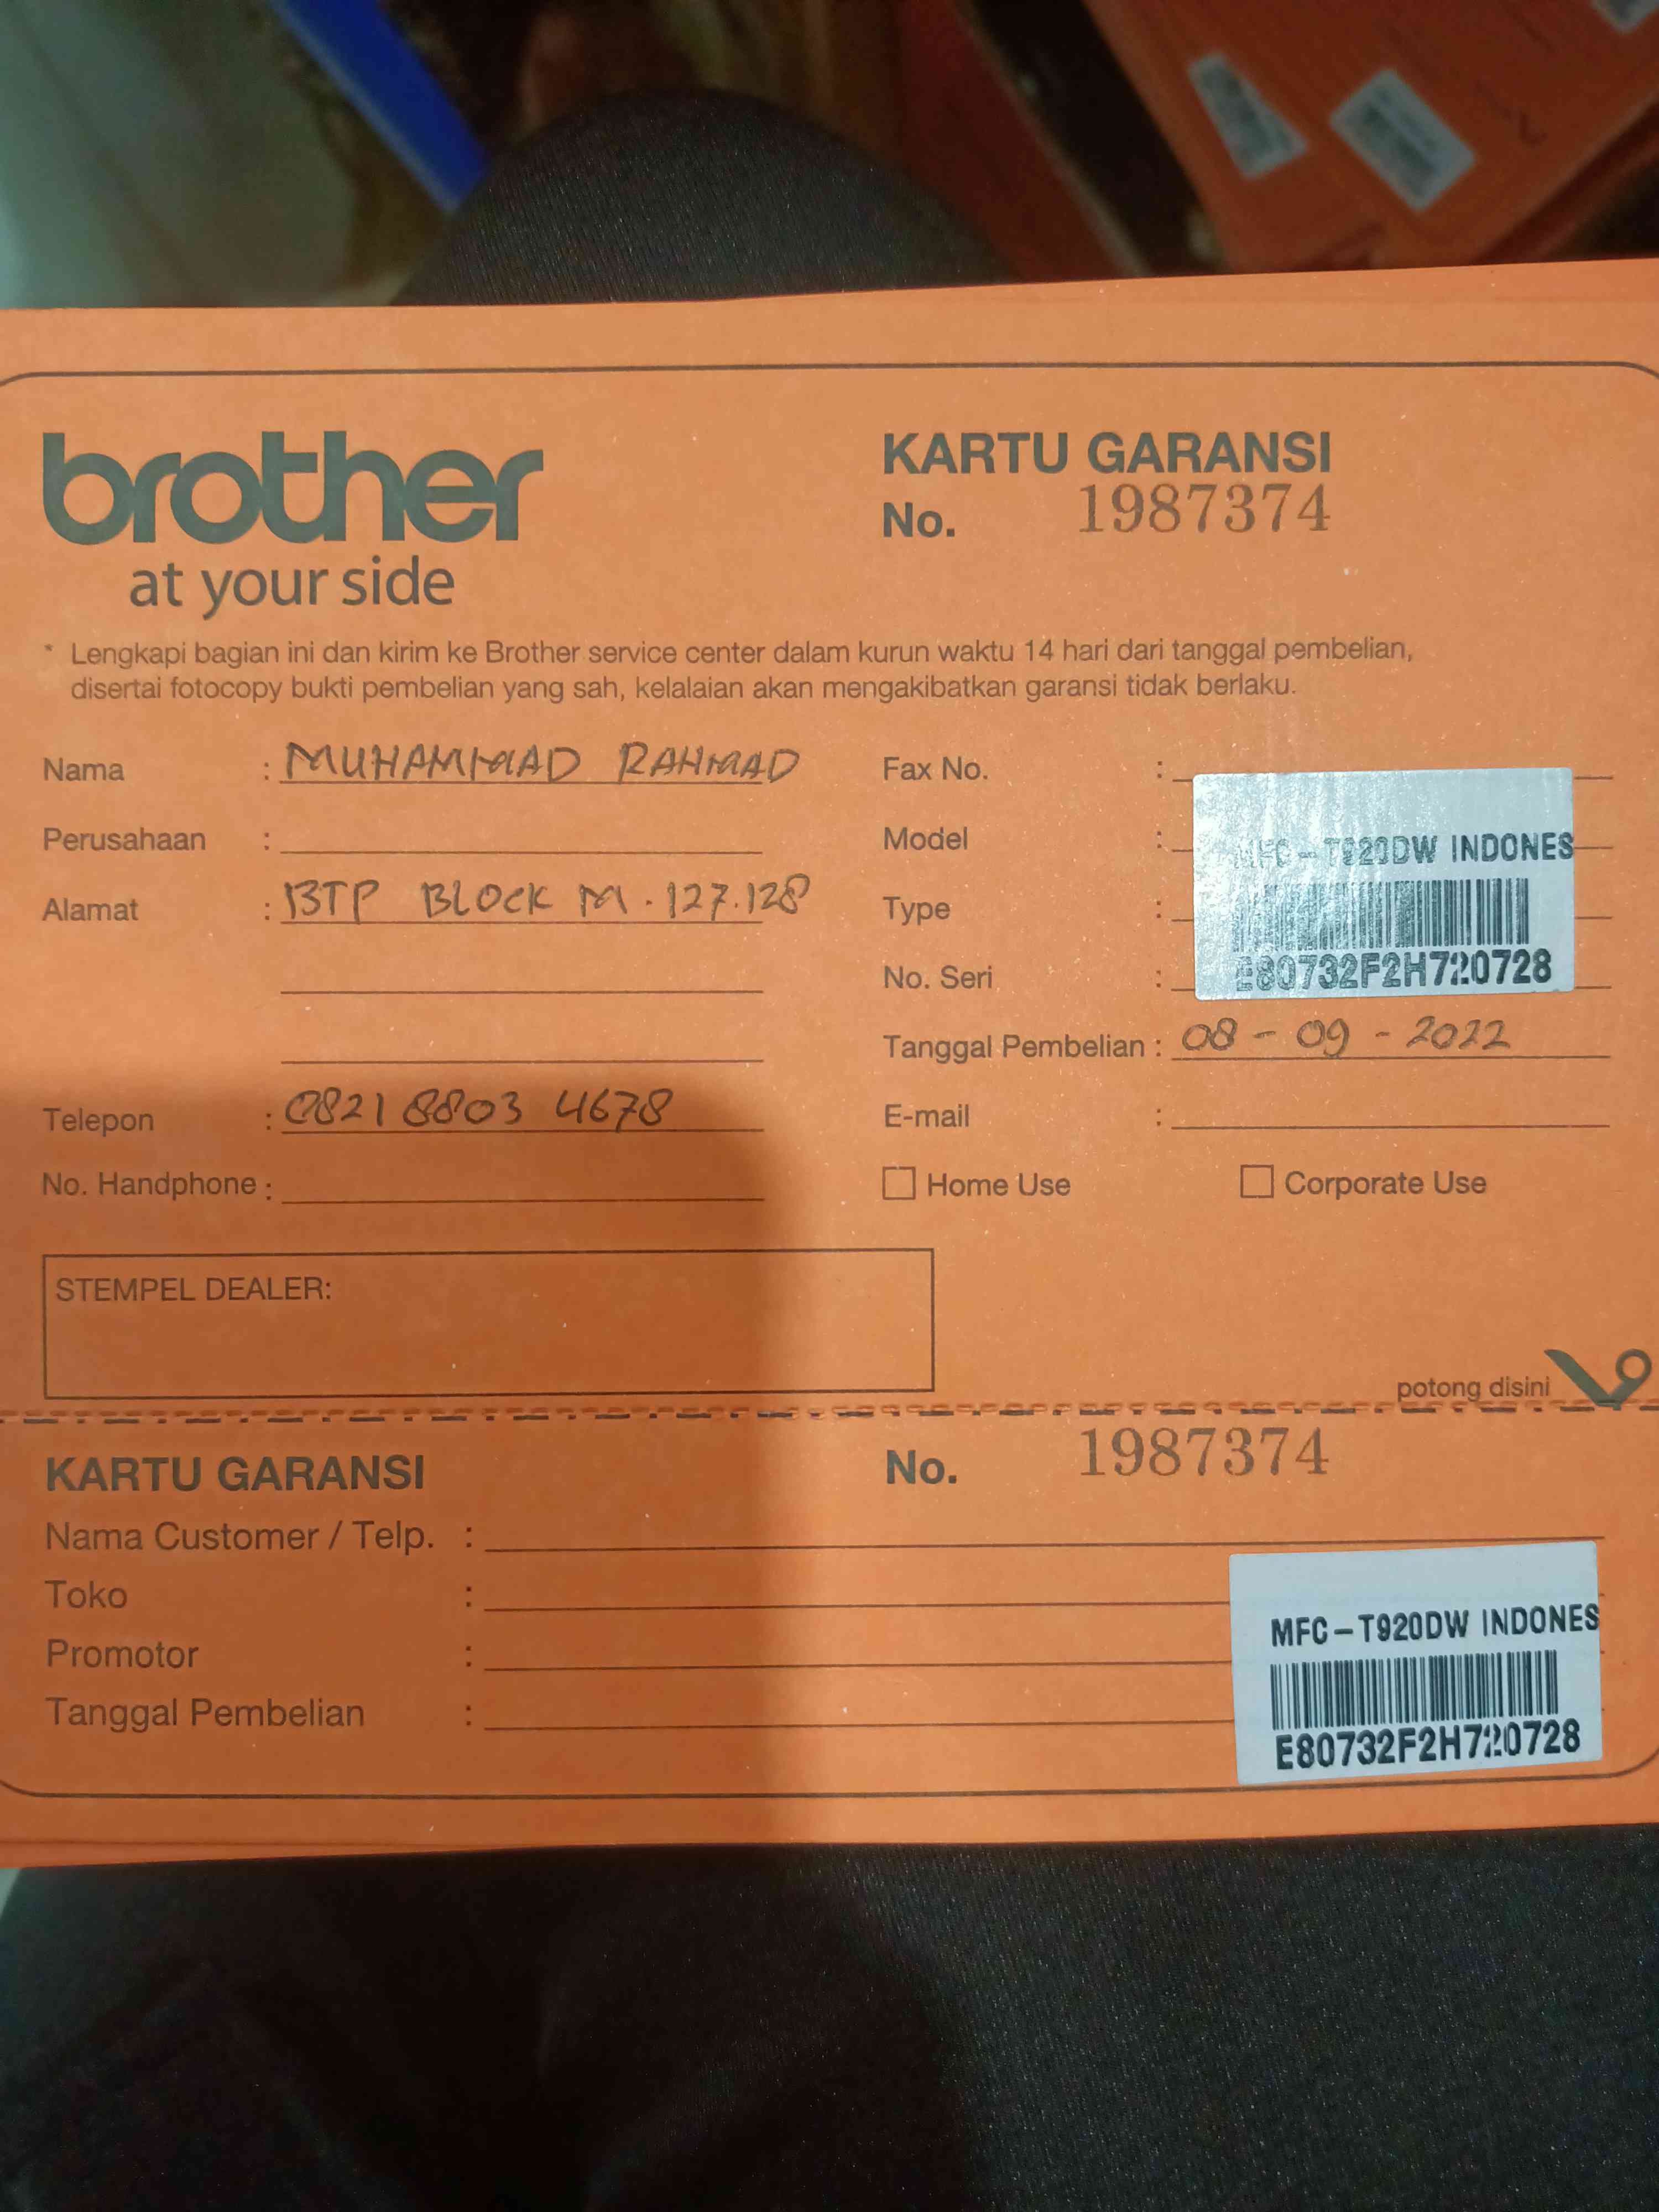 brother
at your side
KARTU GARANSI
No. 1987374
* Lengkapi bagian ini dan kirim ke Brother service center dalam kurun waktu 14 hari dari tanggal pembelian,
disertai fotocopy bukti pembelian yang sah, kelalaian akan mengakibatkan garansi tidak berlaku.
Nama : MUHAMMAD RAHMAD
Perusahaan :
Alamat : BTP BLOCK M . 127.128
Telepon : 0821 8803 4678
No. Handphone :
Fax No. :
Model :
Type :
No. Seri :
MFC-T920DW INDONES
E80732F2H720728
Tanggal Pembelian : 08 - 09 - 2022
E-mail :
Home Use Corporate Use
STEMPEL DEALER:
potong disini
KARTU GARANSI No. 1987374
Nama Customer / Telp. :
Toko :
Promotor :
Tanggal Pembelian :
MFC-T920DW INDONES
E80732F2H720728